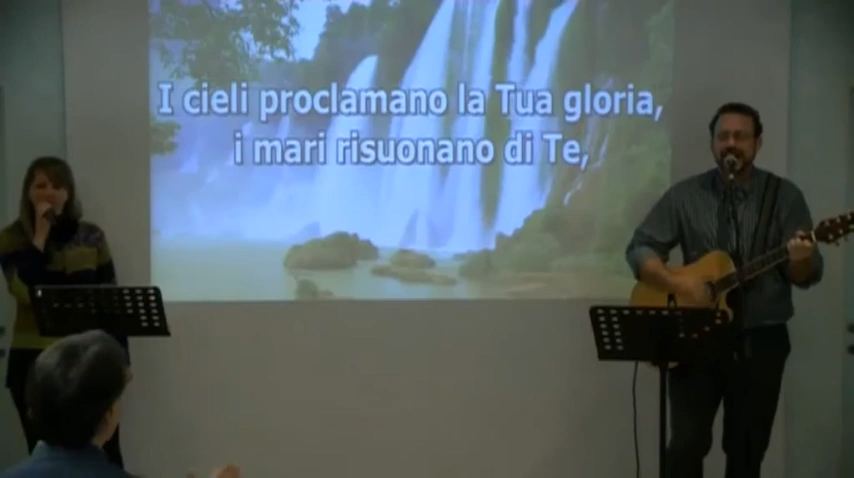 I cieli proclamano la Tua gloria,
i mari risuonano di Te,